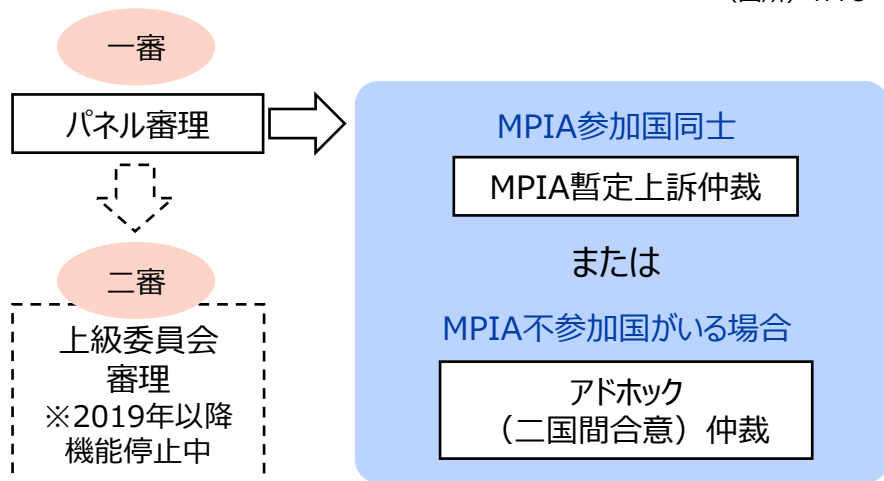 一審
パネル審理
二審
上級委員会
審理
※2019年以降
機能停止中
MPIA参加国同士
MPIA暫定上訴仲裁
または
MPIA不参加国がいる場合
アドホック
（二国間合意）仲裁